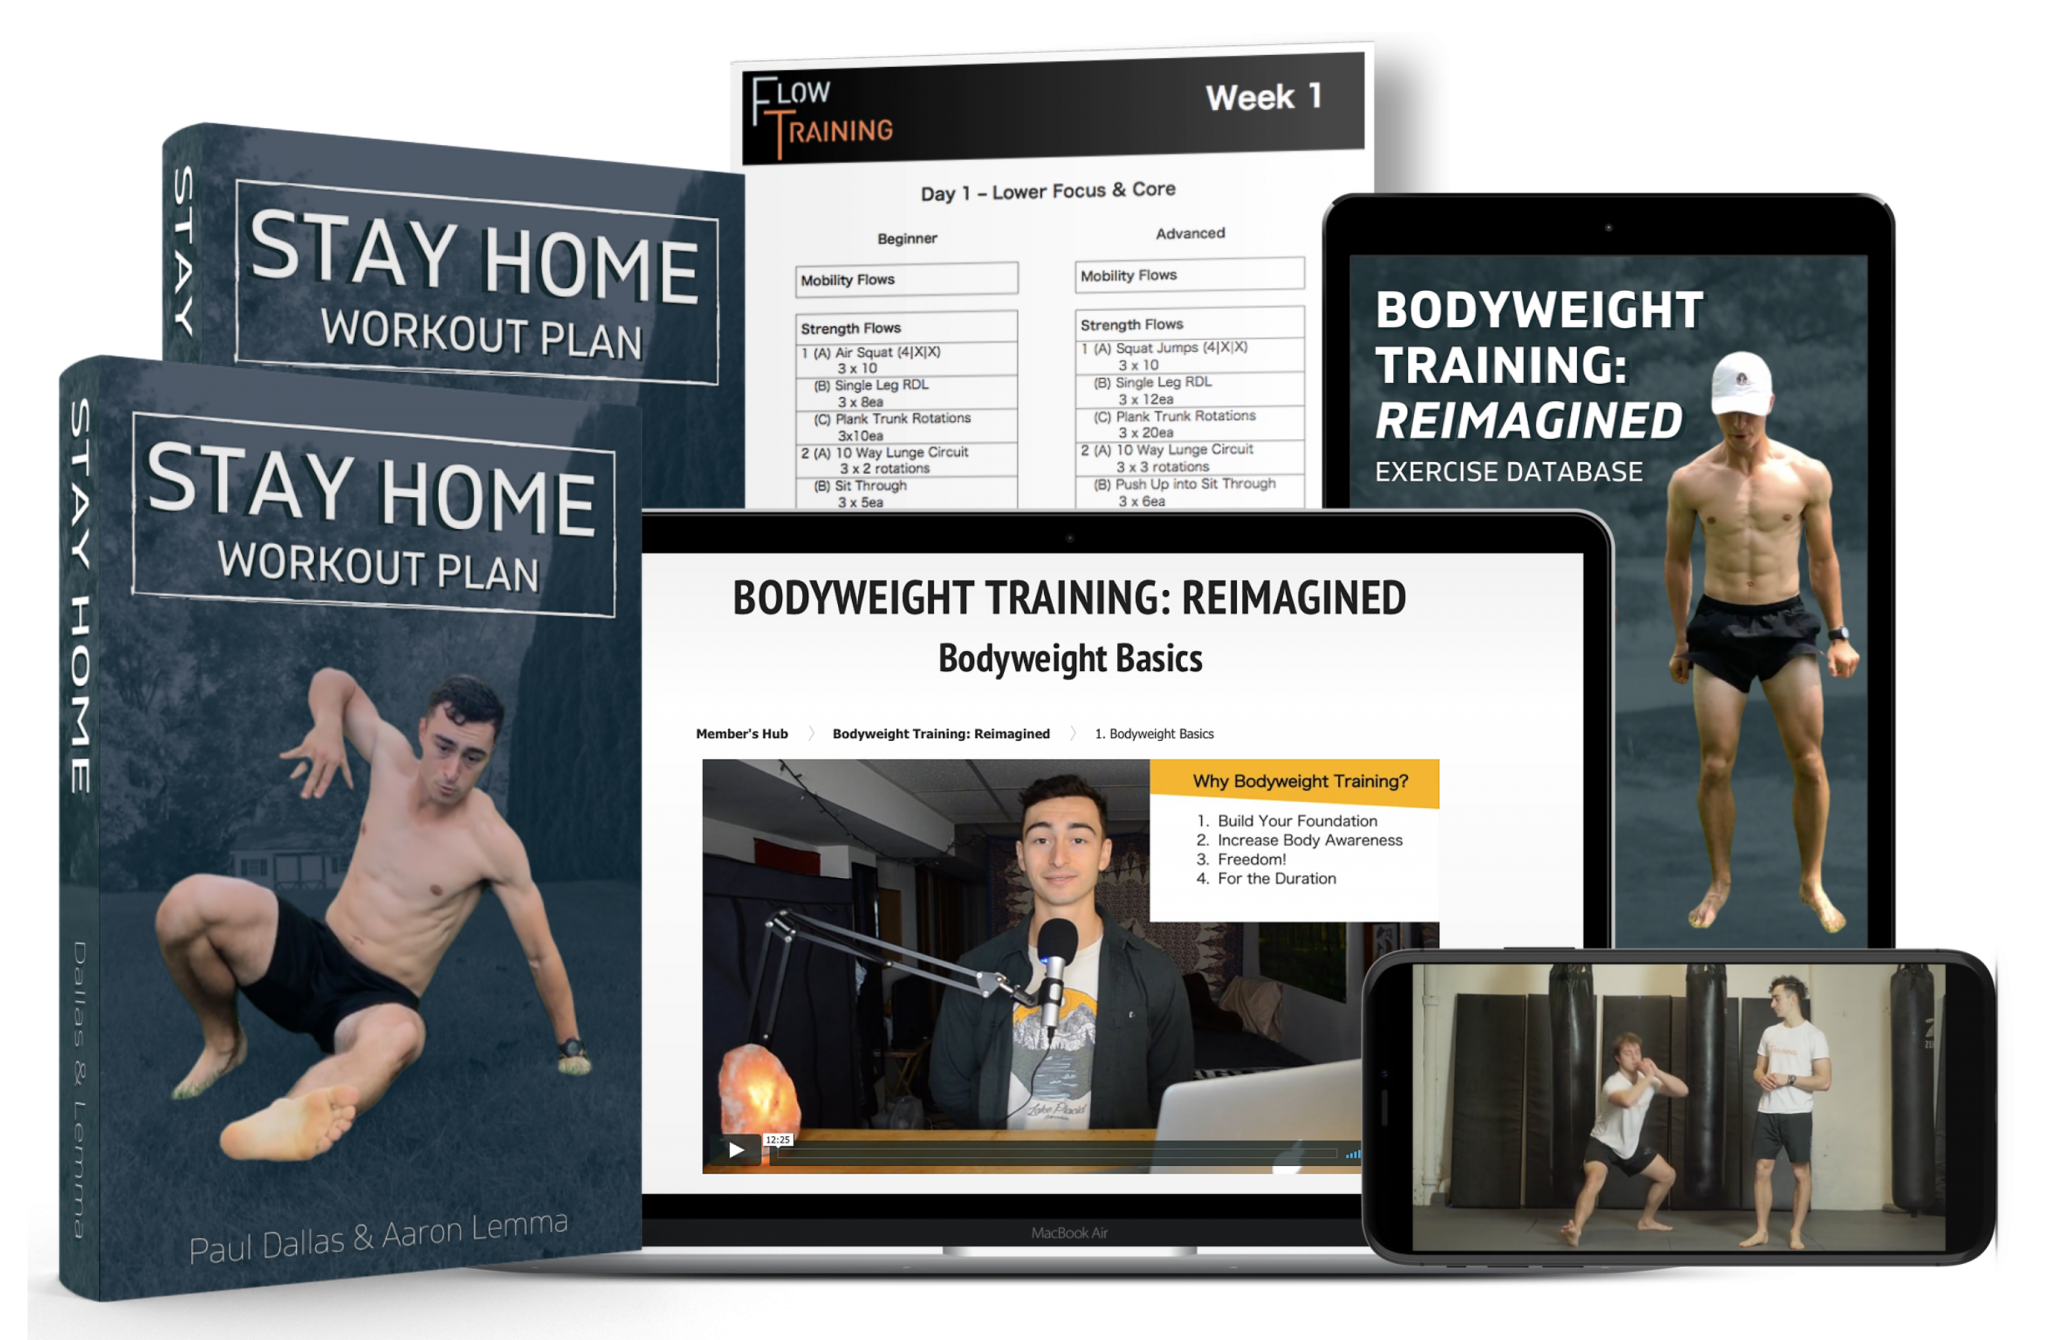 STAY
STAY HOME
WORKOUT PLAN
STAY HOME
STAY HOME
WORKOUT PLAN
Dallas & Lemma
Paul Dallas & Aaron Lemma
FLOW
TRAINING
Week 1
Day 1 – Lower Focus & Core
Beginner
Mobility Flows
Strength Flows
1 (A) Air Squat (4|X|X)
3 x 10
(B) Single Leg RDL
3 x 8ea
(C) Plank Trunk Rotations
3x10ea
2 (A) 10 Way Lunge Circuit
3 x 2 rotations
(B) Sit Through
3 x 5ea
Advanced
Mobility Flows
Strength Flows
1 (A) Squat Jumps (4|X|X)
3 x 10
(B) Single Leg RDL
3 x 12ea
(C) Plank Trunk Rotations
3 x 20ea
2 (A) 10 Way Lunge Circuit
3 x 3 rotations
(B) Push Up into Sit Through
3 x 6ea
BODYWEIGHT
TRAINING:
REIMAGINED
EXERCISE DATABASE
BODYWEIGHT TRAINING: REIMAGINED
Bodyweight Basics
Member's Hub
Bodyweight Training: Reimagined
1. Bodyweight Basics
Why Bodyweight Training?
1. Build Your Foundation
2. Increase Body Awareness
3. Freedom!
4. For the Duration
Lake Placid
12:25
MacBook Air